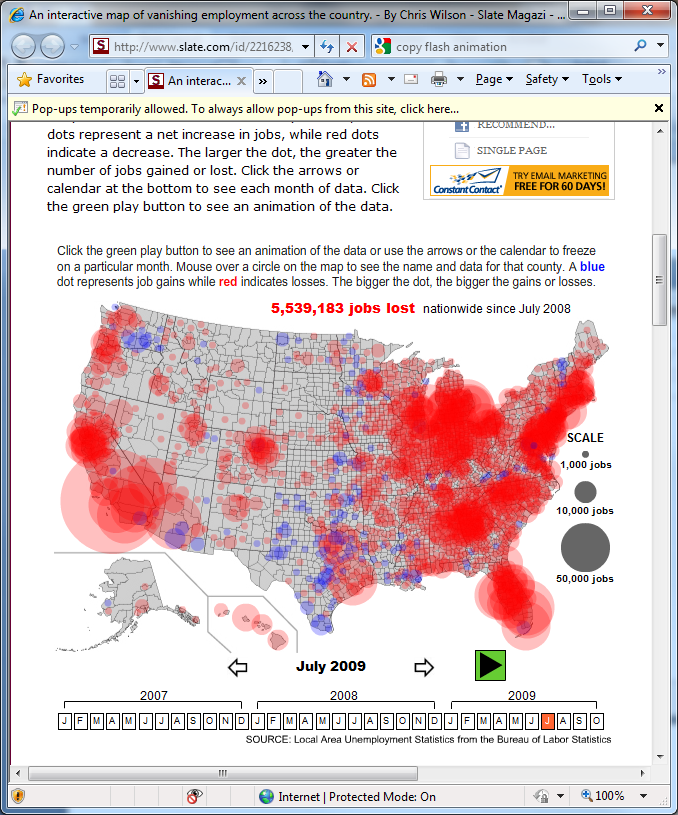 An interactive map of vanishing employment across the country. - By Chris Wilson - Slate Magazi - ...
http://www.slate.com/id/2216238,
copy flash animation
Favorites
An interac...
Page
Safety
Tools
Pop-ups temporarily allowed. To always allow pop-ups from this site, click here...
dots represent a net increase in jobs, while red dots
indicate a decrease. The larger the dot, the greater the
number of jobs gained or lost. Click the arrows or
calendar at the bottom to see each month of data. Click
the green play button to see an animation of the data.
RECOMMEND...
SINGLE PAGE
Constant Contact
TRY EMAIL MARKETING
FREE FOR 60 DAYS!
Click the green play button to see an animation of the data or use the arrows or the calendar to freeze
on a particular month. Mouse over a circle on the map to see the name and data for that county. A blue
dot represents job gains while red indicates losses. The bigger the dot, the bigger the gains or losses.
5,539,183 jobs lost nationwide since July 2008
SCALE
1,000 jobs
10,000 jobs
50,000 jobs
July 2009
2007 2008 2009
J F M A M J J A S O N D J F M A M J J A S O N D J F M A M J J A S O
SOURCE: Local Area Unemployment Statistics from the Bureau of Labor Statistics
Internet | Protected Mode: On
100%